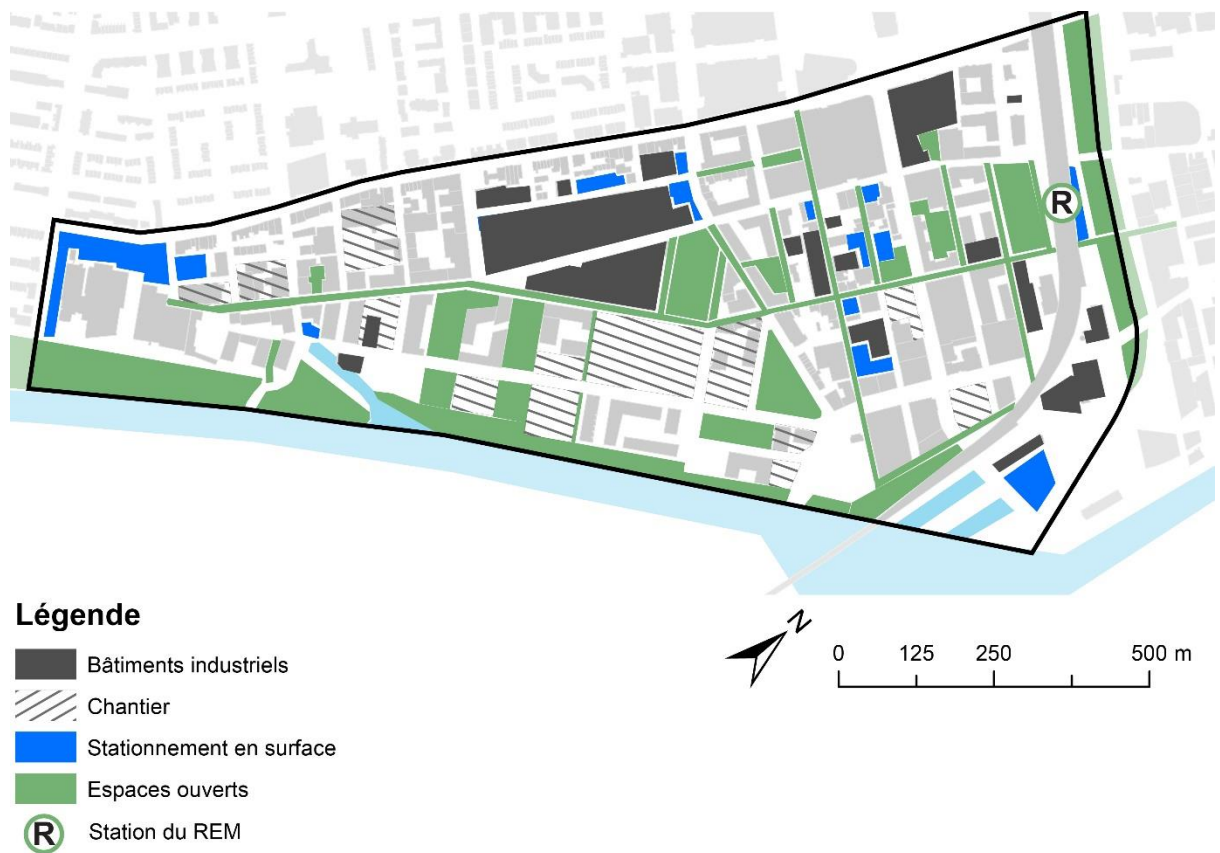 R
Légende
Bâtiments industriels
Chantier
Stationnement en surface
Espaces ouverts
R Station du REM
N
0 125 250 500 m